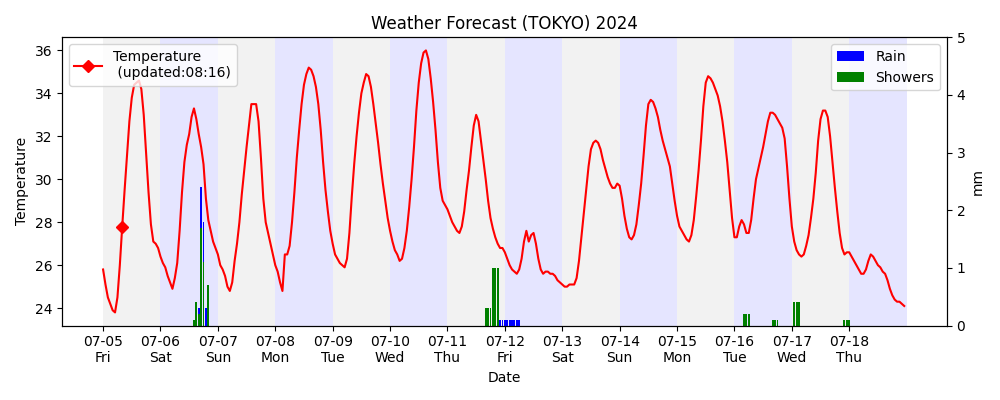 Weather Forecast (TOKYO) 2024
Temperature
(updated:08:16)
Rain
Showers
Temperature
36
34
32
30
28
26
24
5
4
3
2
1
0
mm
07-05 07-06 07-07 07-08 07-09 07-10 07-11 07-12 07-13 07-14 07-15 07-16 07-17 07-18
Fri Sat Sun Mon Tue Wed Thu Fri Sat Sun Mon Tue Wed Thu
Date